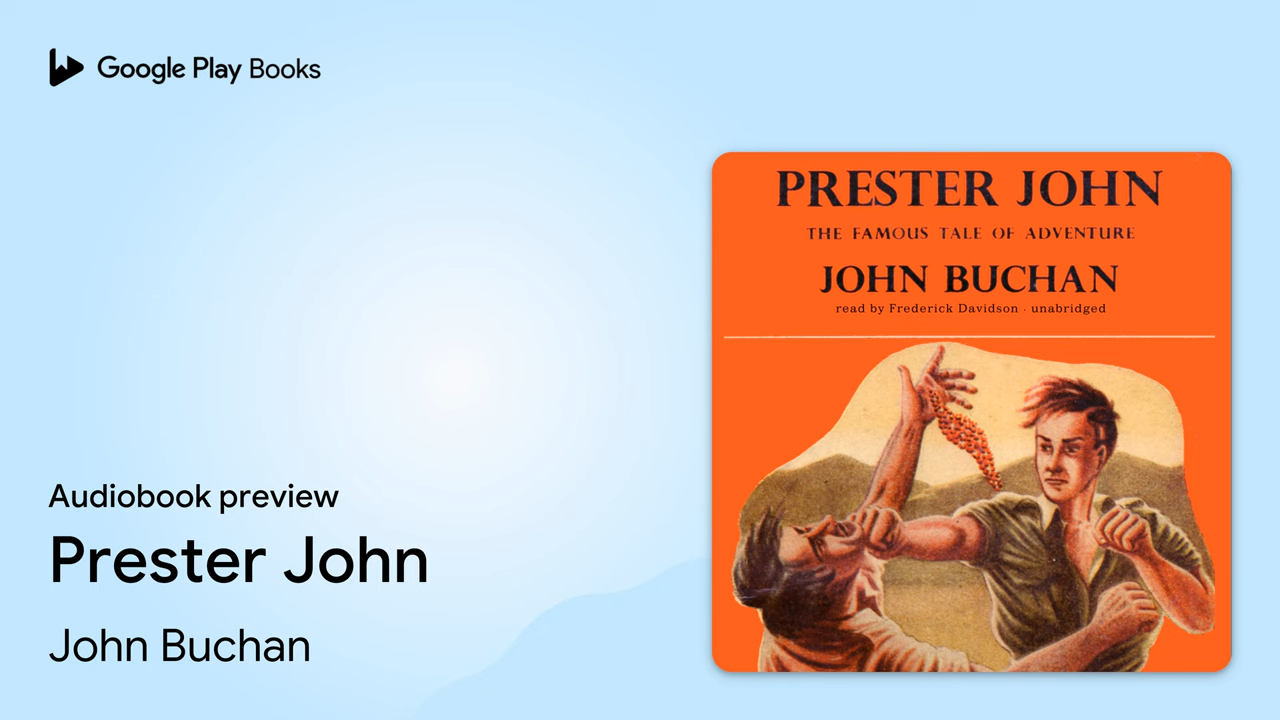 Google Play Books
Audiobook preview
Prester John
John Buchan
PRESTER JOHN
THE FAMOUS TALE OF ADVENTURE
JOHN BUCHAN
read by Frederick Davidson · unabridged